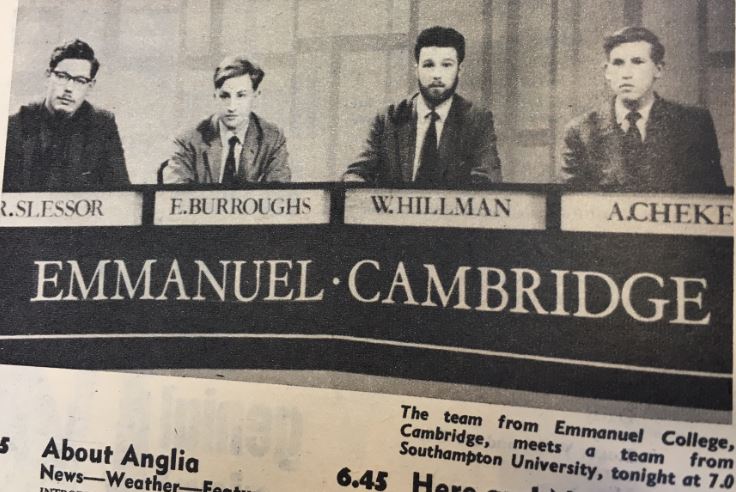 R.SLESSOR
E.BURROUGHS
W.HILLMAN
A.CHEKE
EMMANUEL · CAMBRIDGE
The team from Emmanuel College,
Cambridge, meets a team from
Southampton University, tonight at 7.0
5 About Anglia
News—Weather—
6.45